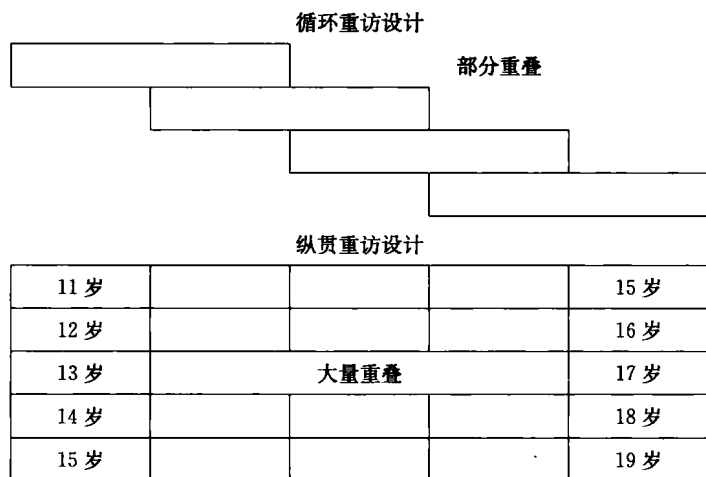 循环重访设计
部分重叠
纵贯重访设计
11 岁 15 岁
12 岁 16 岁
13 岁 大量重叠 17 岁
14 岁 18 岁
15 岁 19 岁